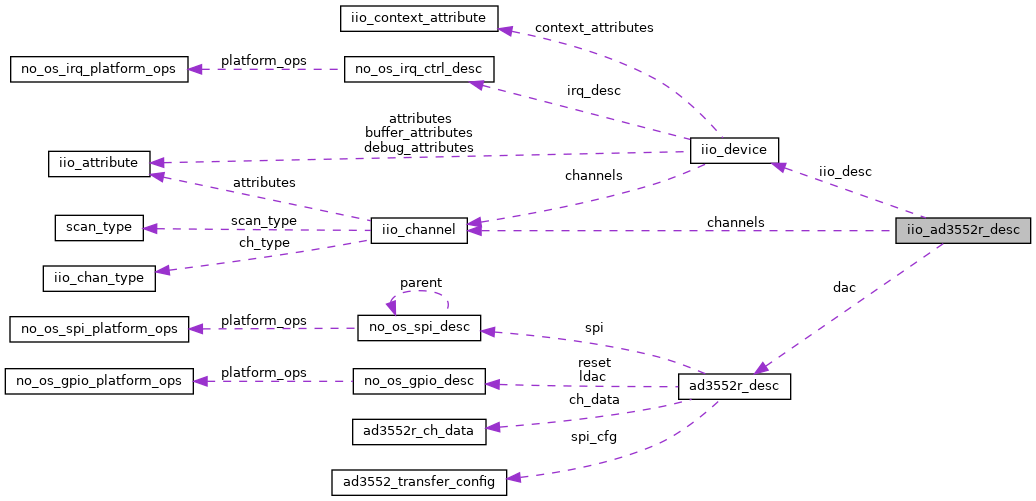 iio_context_attribute
context_attributes
no_os_irq_platform_ops
platform_ops
no_os_irq_ctrl_desc
irq_desc
attributes
buffer_attributes
debug_attributes
iio_device
iio_attribute
channels
iio_desc
attributes
scan_type
scan_type
iio_channel
channels
iio_ad3552r_desc
ch_type
iio_chan_type
dac
parent
no_os_spi_platform_ops
platform_ops
no_os_spi_desc
spi
reset
ldac
no_os_gpio_platform_ops
platform_ops
no_os_gpio_desc
ad3552r_desc
ch_data
ad3552r_ch_data
spi_cfg
ad3552_transfer_config